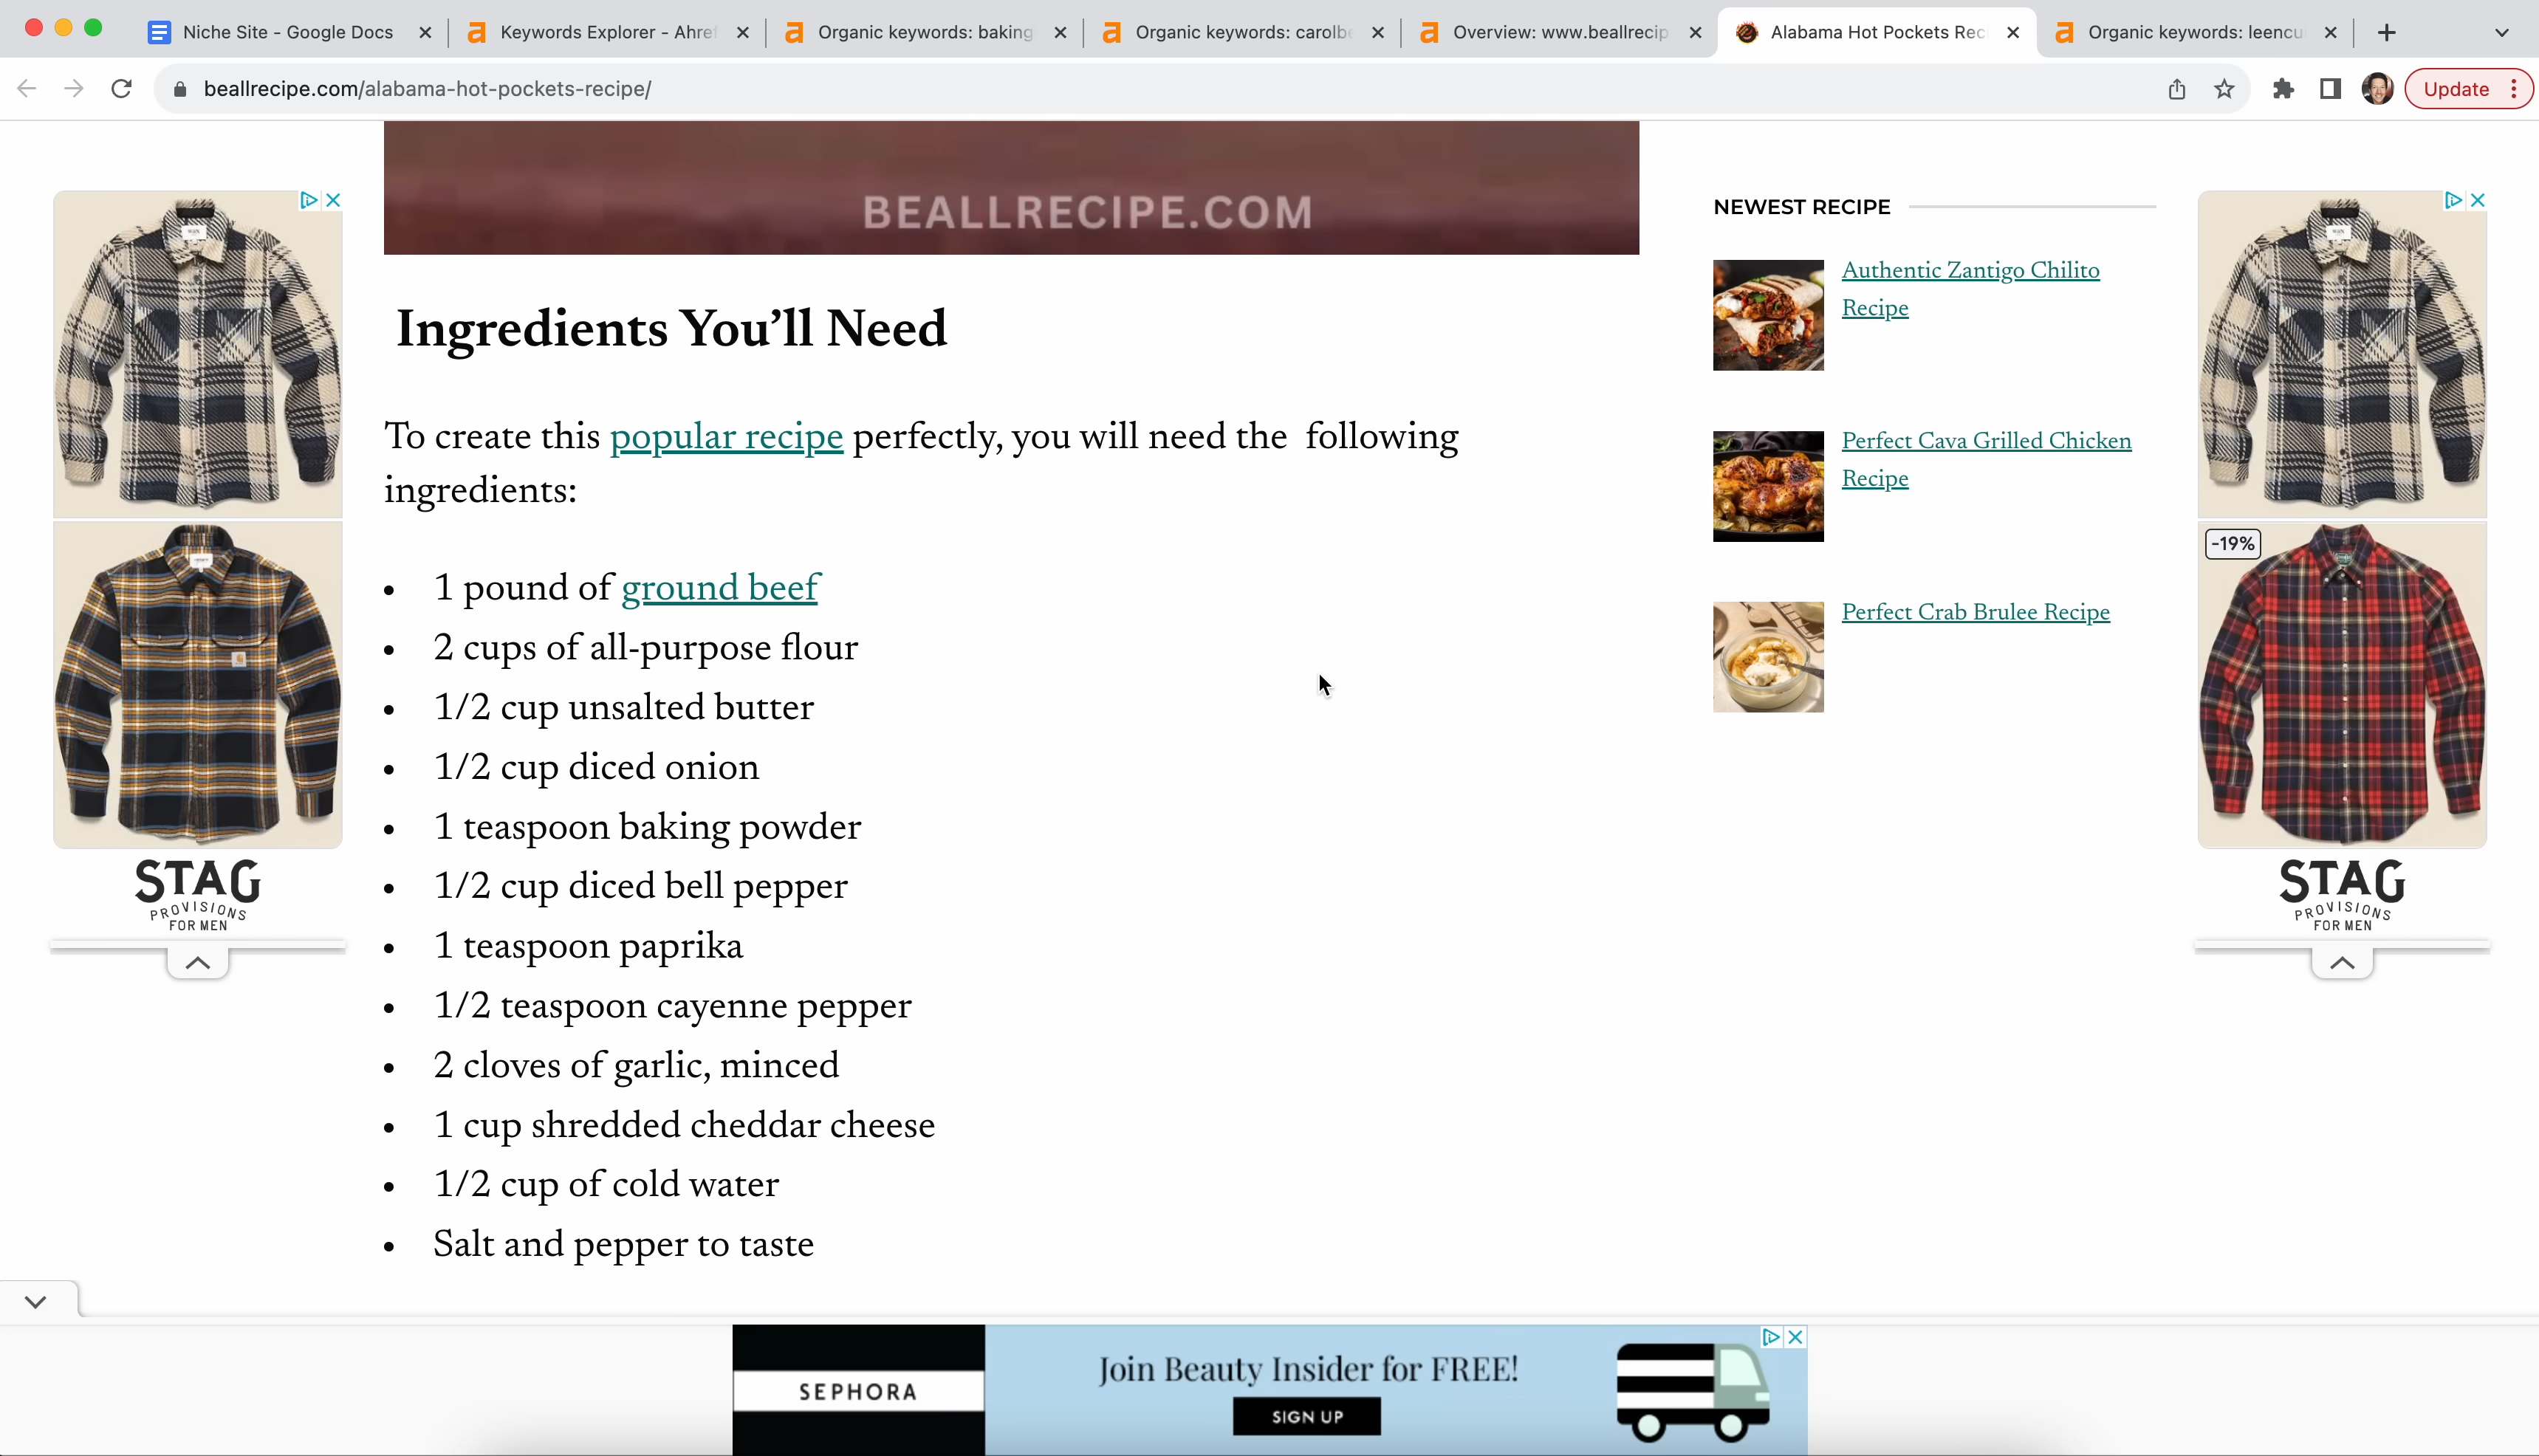 Niche Site - Google Docs
Keywords Explorer - Ahref
Organic keywords: baking
Organic keywords: carolbe
Overview: www.beallrecip
Alabama Hot Pockets Rec
Organic keywords: leencu
beallrecipe.com/alabama-hot-pockets-recipe/
Update
BEALLRECIPE.COM
Ingredients You’ll Need
To create this popular recipe perfectly, you will need the following
ingredients:
• 1 pound of ground beef
• 2 cups of all-purpose flour
• 1/2 cup unsalted butter
• 1/2 cup diced onion
• 1 teaspoon baking powder
• 1/2 cup diced bell pepper
• 1 teaspoon paprika
• 1/2 teaspoon cayenne pepper
• 2 cloves of garlic, minced
• 1 cup shredded cheddar cheese
• 1/2 cup of cold water
• Salt and pepper to taste
NEWEST RECIPE
Authentic Zantigo Chilito
Recipe
Perfect Cava Grilled Chicken
Recipe
Perfect Crab Brulee Recipe
STAG
PROVISIONS
FOR MEN
-19%
STAG
PROVISIONS
FOR MEN
SEPHORA
Join Beauty Insider for FREE!
SIGN UP